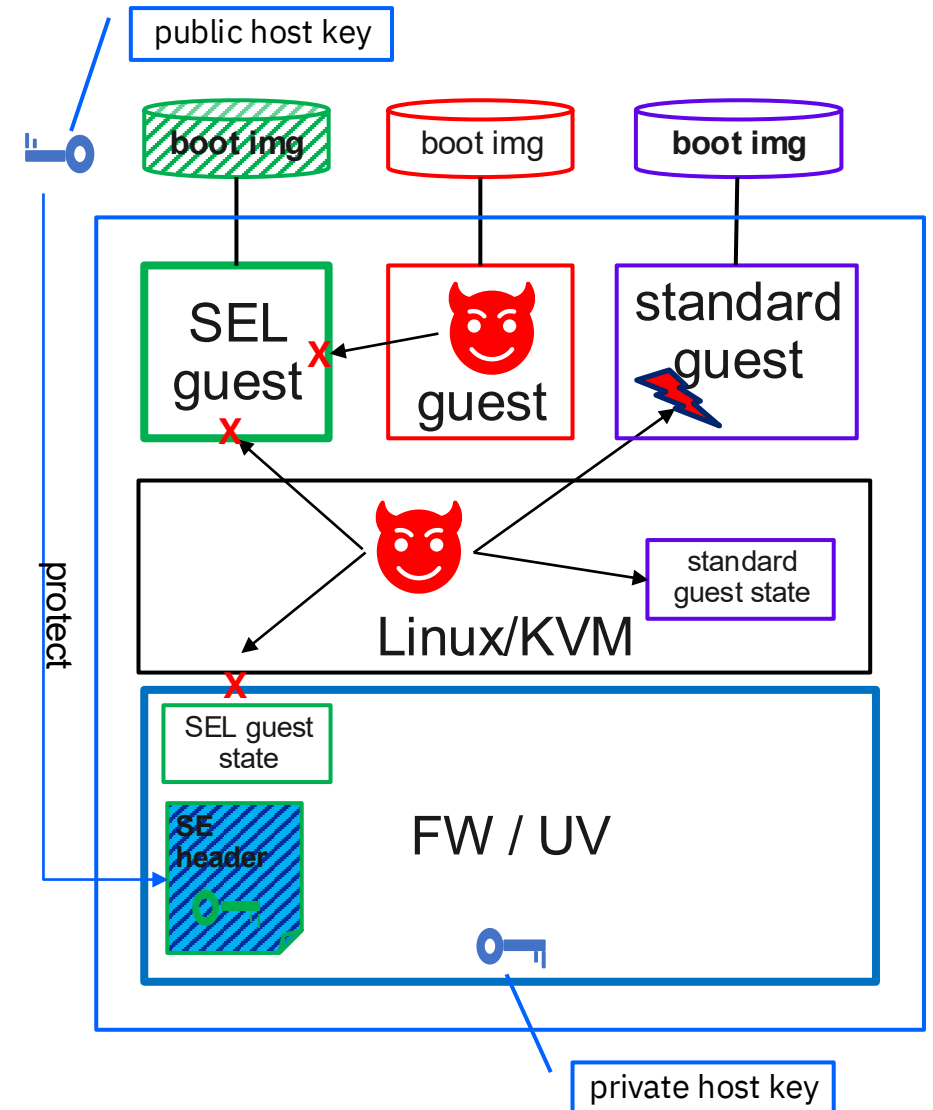 public host key
boot img
boot img
boot img
SEL
guest
X
X
guest
standard
guest
protect
standard
guest state
Linux/KVM
X
SEL guest
state
SE
header
FW / UV
private host key